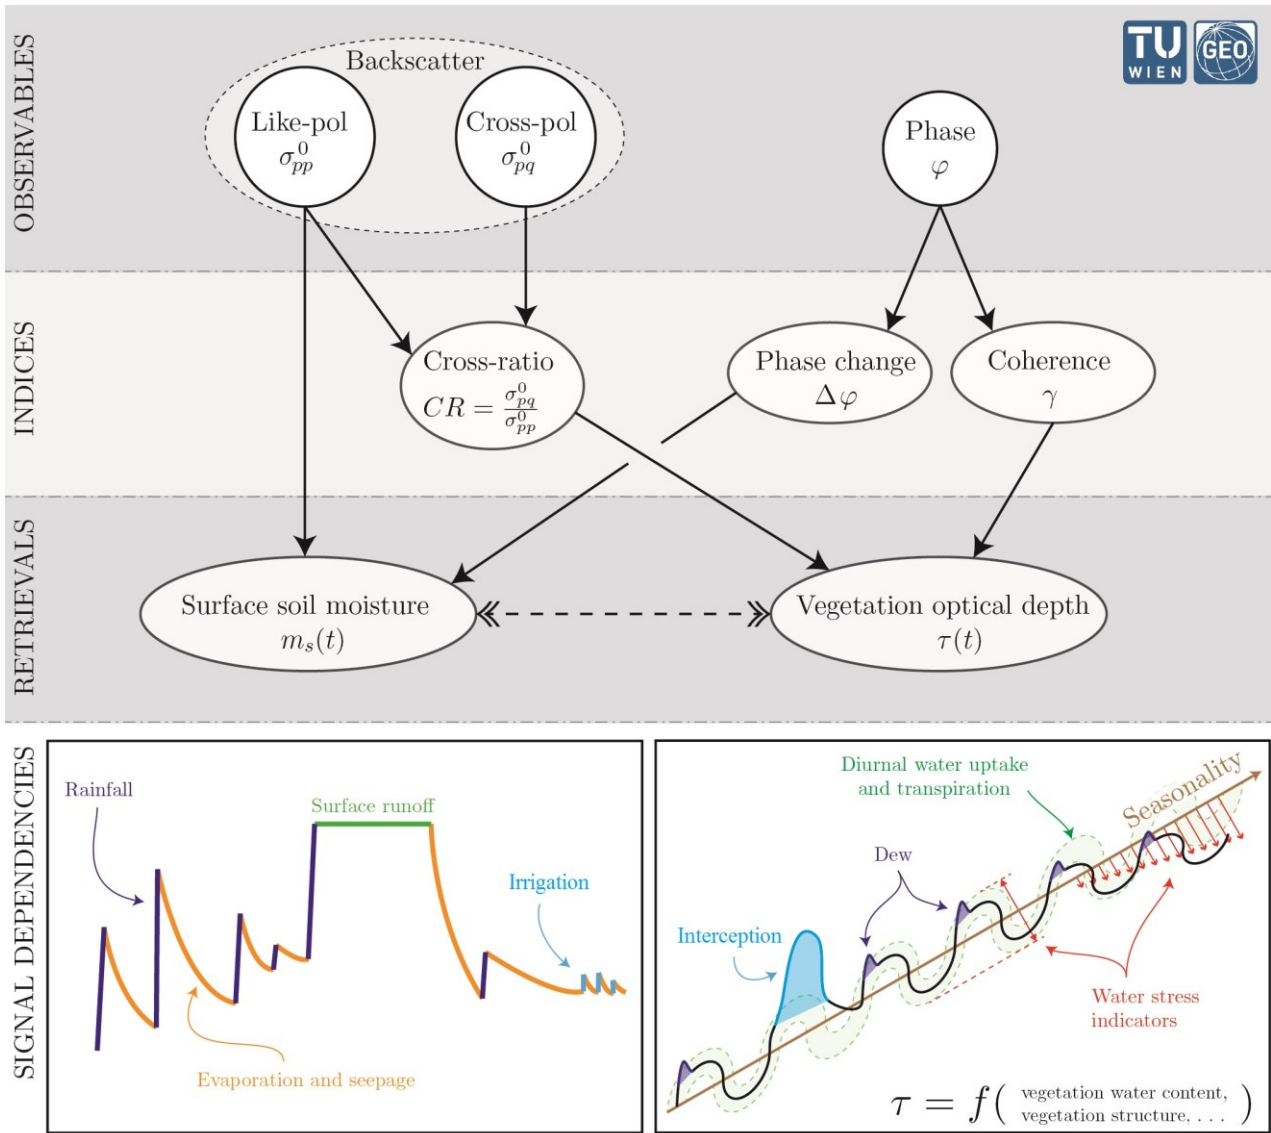 OBSERVABLES
Backscatter
Like-pol
σ⁰pp
Cross-pol
σ⁰pq
Phase
φ
TU
WIEN
GEO
INDICES
Cross-ratio
CR = σ⁰pq / σ⁰pp
Phase change
Δφ
Coherence
γ
RETRIEVALS
Surface soil moisture
mₛ(t)
Vegetation optical depth
τ(t)
SIGNAL DEPENDENCIES
Rainfall
Surface runoff
Irrigation
Evaporation and seepage
Diurnal water uptake
and transpiration
Seasonality
Dew
Interception
Water stress
indicators
τ = f( vegetation water content,
vegetation structure, . . . )